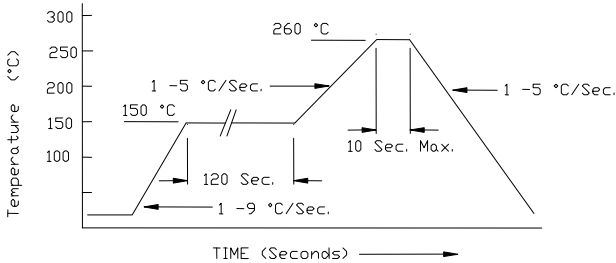 300
260 °C
250
200
1 -5 °C/Sec.
1 -5 °C/Sec.
150 °C
150
10 Sec. Max.
100
120 Sec.
1 -9 °C/Sec.
Temperature (°C)
TIME (Seconds)